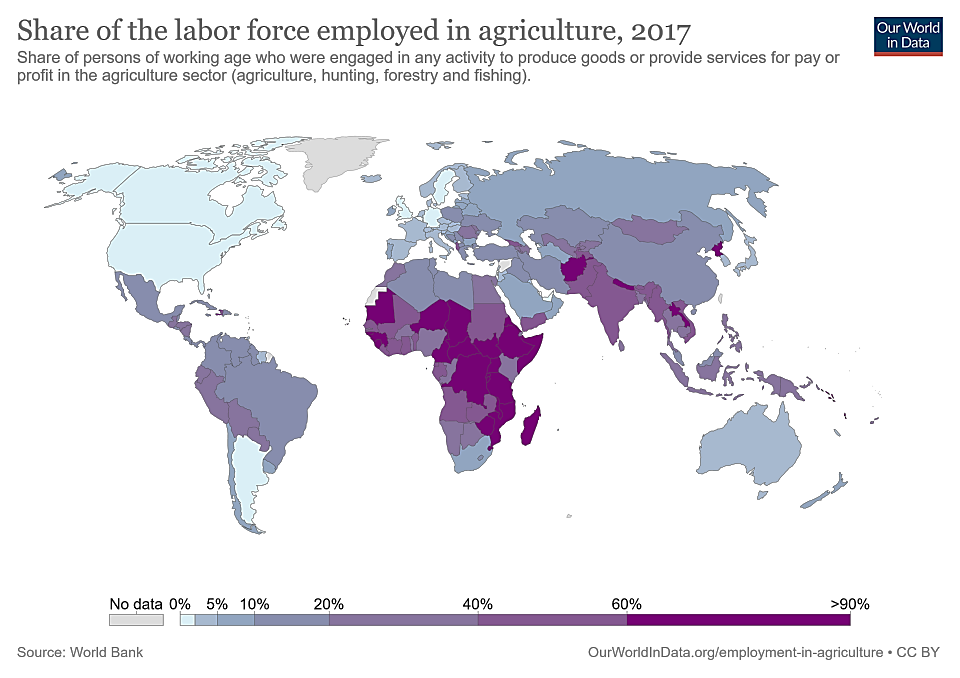 Share of the labor force employed in agriculture, 2017
Our World
in Data
Share of persons of working age who were engaged in any activity to produce goods or provide services for pay or
profit in the agriculture sector (agriculture, hunting, forestry and fishing).
No data 0% 5% 10% 20% 40% 60% >90%
Source: World Bank
OurWorldInData.org/employment-in-agriculture • CC BY